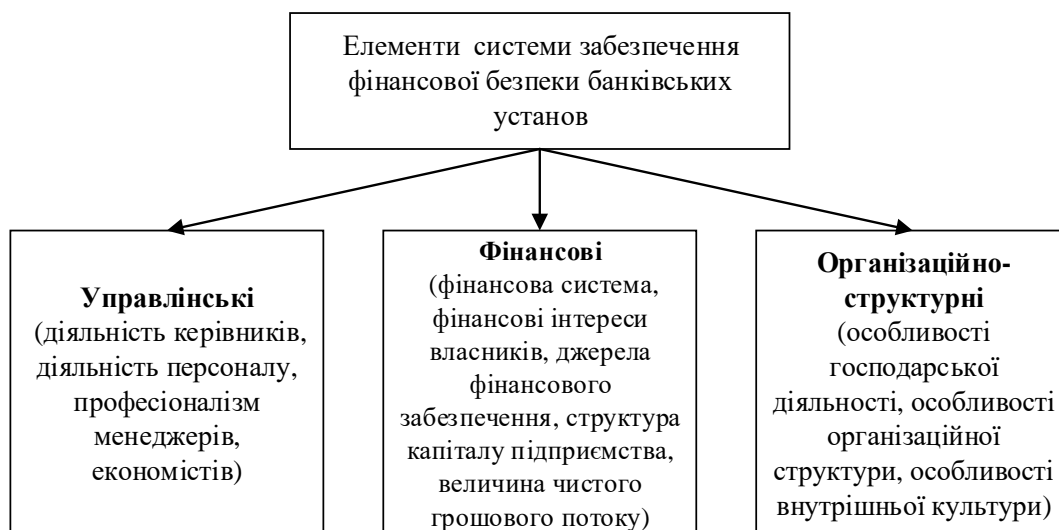 Елементи системи забезпечення
фінансової безпеки банківських
установ
Управлінські
(діяльність керівників,
діяльність персоналу,
професіоналізм
менеджерів,
економістів)
Фінансові
(фінансова система,
фінансові інтереси
власників, джерела
фінансового
забезпечення, структура
капіталу підприємства,
величина чистого
грошового потоку)
Організаційно-
структурні
(особливості
господарської
діяльності, особливості
організаційної
структури, особливості
внутрішньої культури)